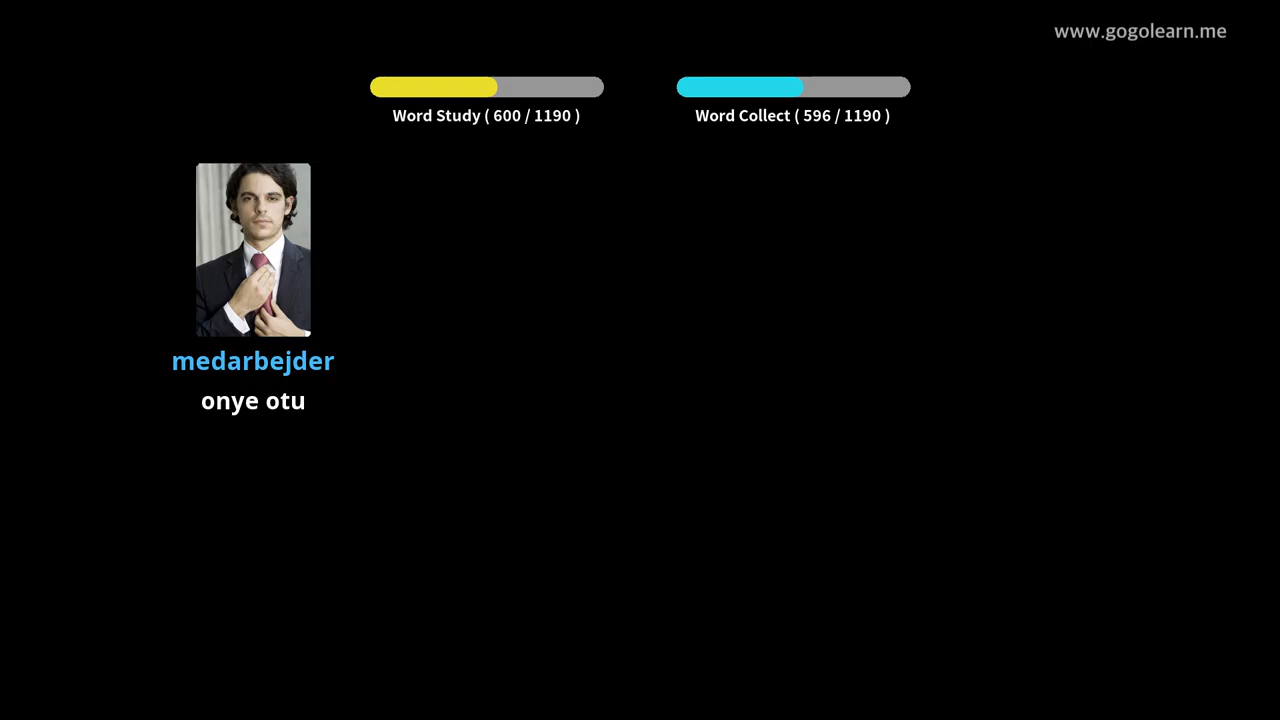 www.gogolearn.me
Word Study ( 600 / 1190 )
Word Collect ( 596 / 1190 )
medarbejder
onye otu